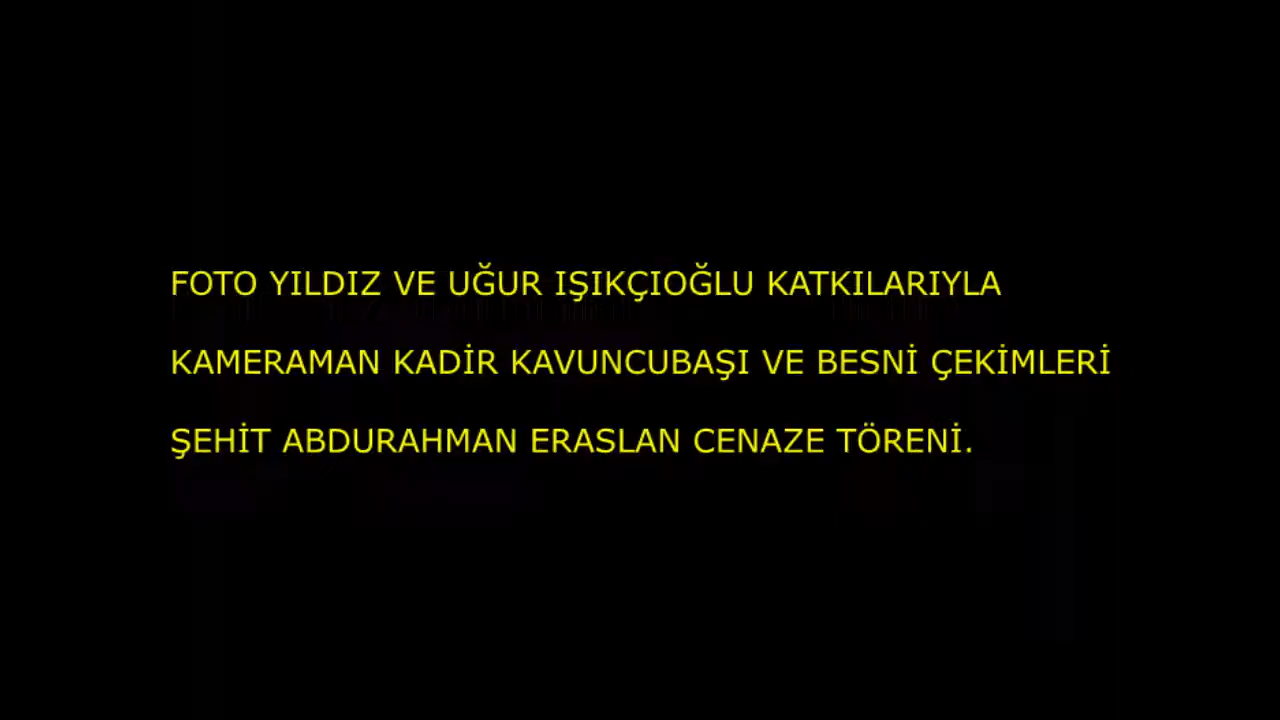 FOTO YILDIZ VE UĞUR IŞIKÇIOĞLU KATKILARIYLA
KAMERAMAN KADİR KAVUNCUBAŞI VE BESNİ ÇEKİMLERİ
ŞEHİT ABDURAHMAN ERASLAN CENAZE TÖRENİ.